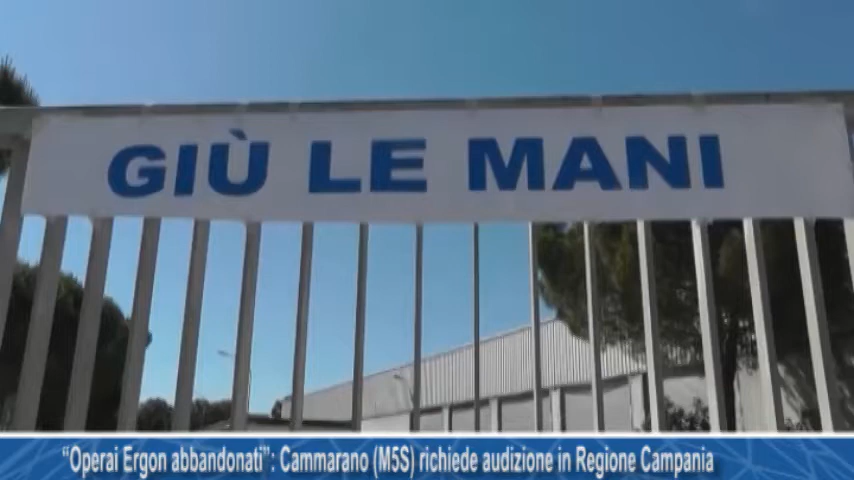 GIÙ LE MANI
“Operai Ergon abbandonati”: Cammarano (M5S) richiede audizione in Regione Campania